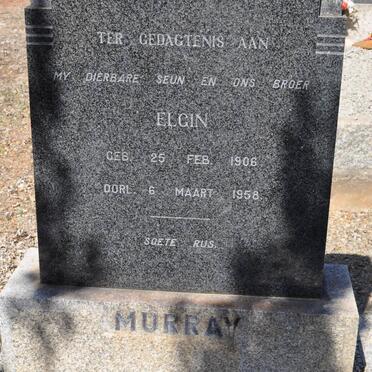 TER GEDAGTENIS AAN
MY DIERBARE SEUN EN ONS BROER
ELGIN
GEB. 25 FEB. 1906
OORL. 6 MAART 1958
SOETE RUS.
MURRAY